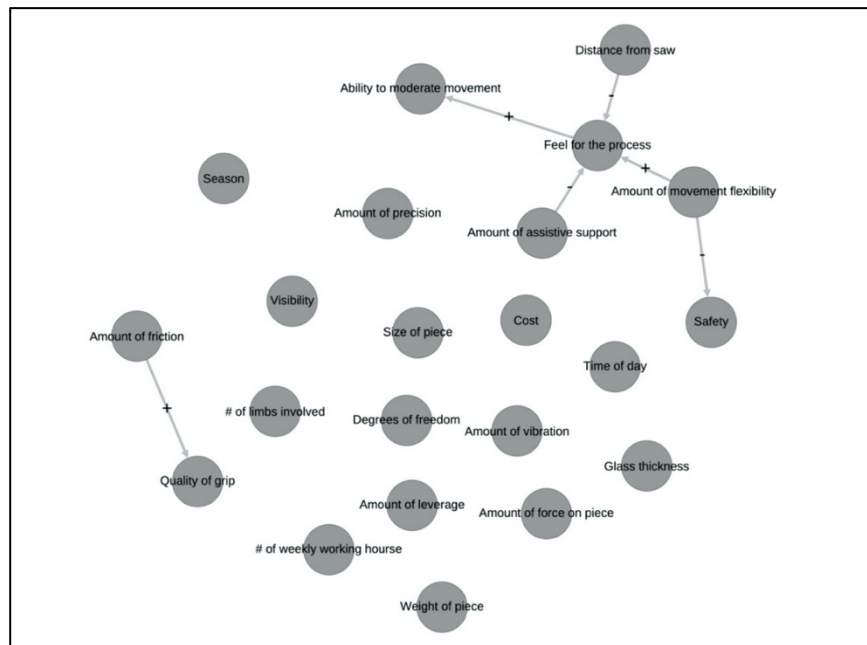 Distance from saw
Ability to moderate movement
+
-
Feel for the process
Season
+
Amount of movement flexibility
-
Amount of precision
Amount of assistive support
-
Visibility
Cost
Safety
Amount of friction
Size of piece
Time of day
+
# of limbs involved
Degrees of freedom
Amount of vibration
Glass thickness
Quality of grip
Amount of leverage
Amount of force on piece
# of weekly working hourse
Weight of piece